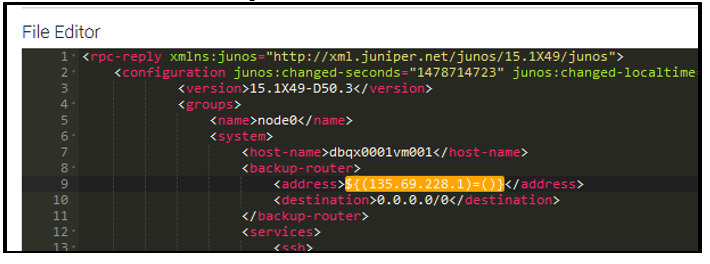 File Editor
1 <rpc-reply xmlns:junos="http://xml.juniper.net/junos/15.1X49/junos">
2 <configuration junos:changed-seconds="1478714723" junos:changed-localtime
3 <version>15.1X49-D50.3</version>
4 <groups>
5 <name>node0</name>
6 <system>
7 <host-name>dbqx0001vm001</host-name>
8 <backup-router>
9 <address>${(135.69.228.1)=()}</address>
10 <destination>0.0.0.0/0</destination>
11 </backup-router>
12 <services>
13 <ssh>